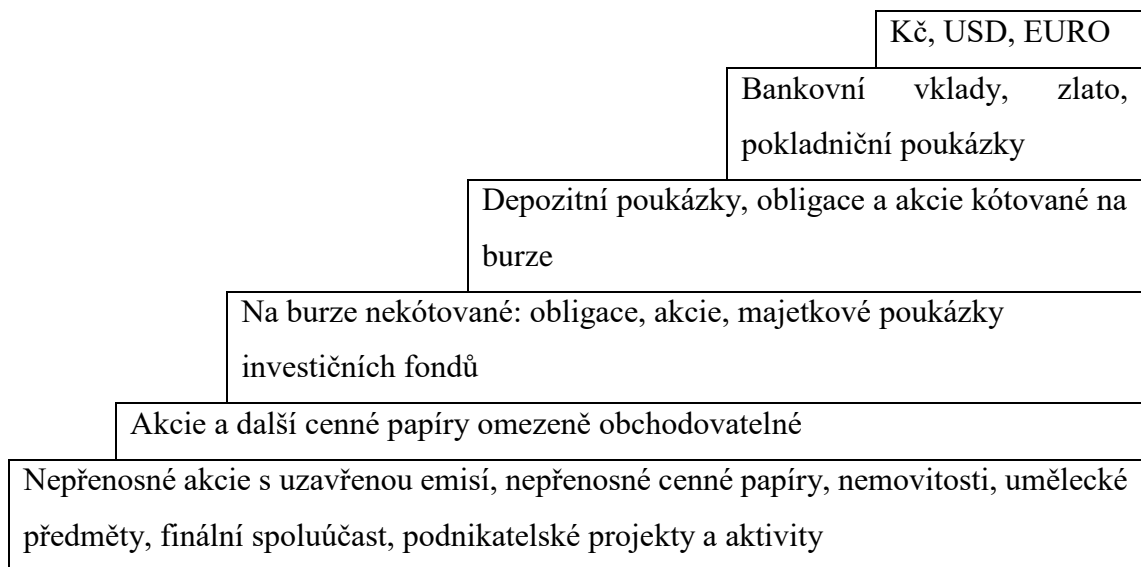 Kč, USD, EURO
Bankovní vklady, zlato,
pokladniční poukázky
Depozitní poukázky, obligace a akcie kótované na
burze
Na burze nekótované: obligace, akcie, majetkové poukázky
investičních fondů
Akcie a další cenné papíry omezeně obchodovatelné
Nepřenosné akcie s uzavřenou emisí, nepřenosné cenné papíry, nemovitosti, umělecké
předměty, finální spoluúčast, podnikatelské projekty a aktivity